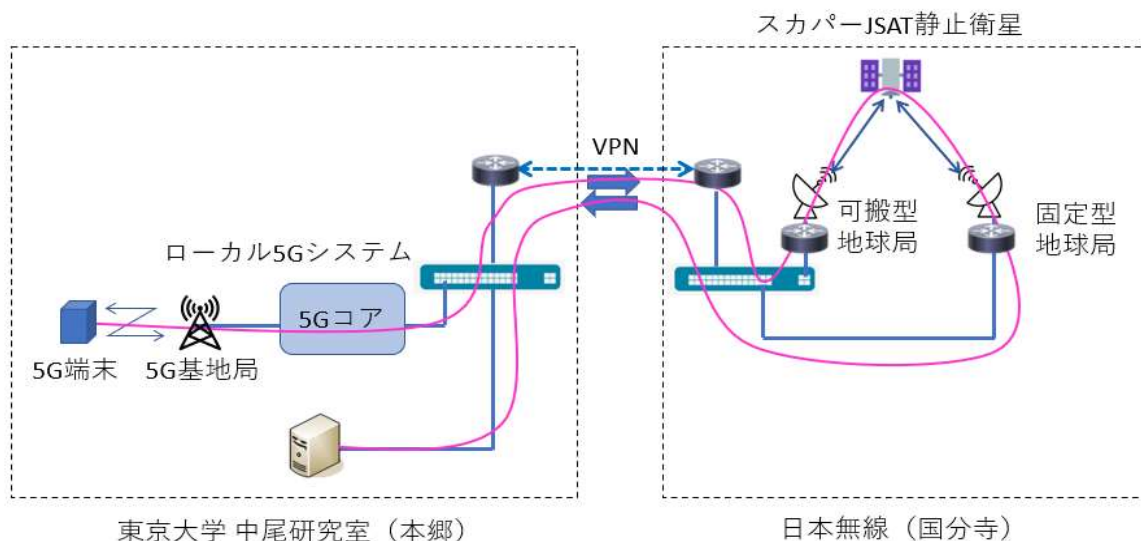 スカパーJSAT静止衛星
VPN
可搬型
地球局
固定型
地球局
ローカル5Gシステム
5Gコア
5G端末
5G基地局
東京大学 中尾研究室（本郷）
日本無線（国分寺）